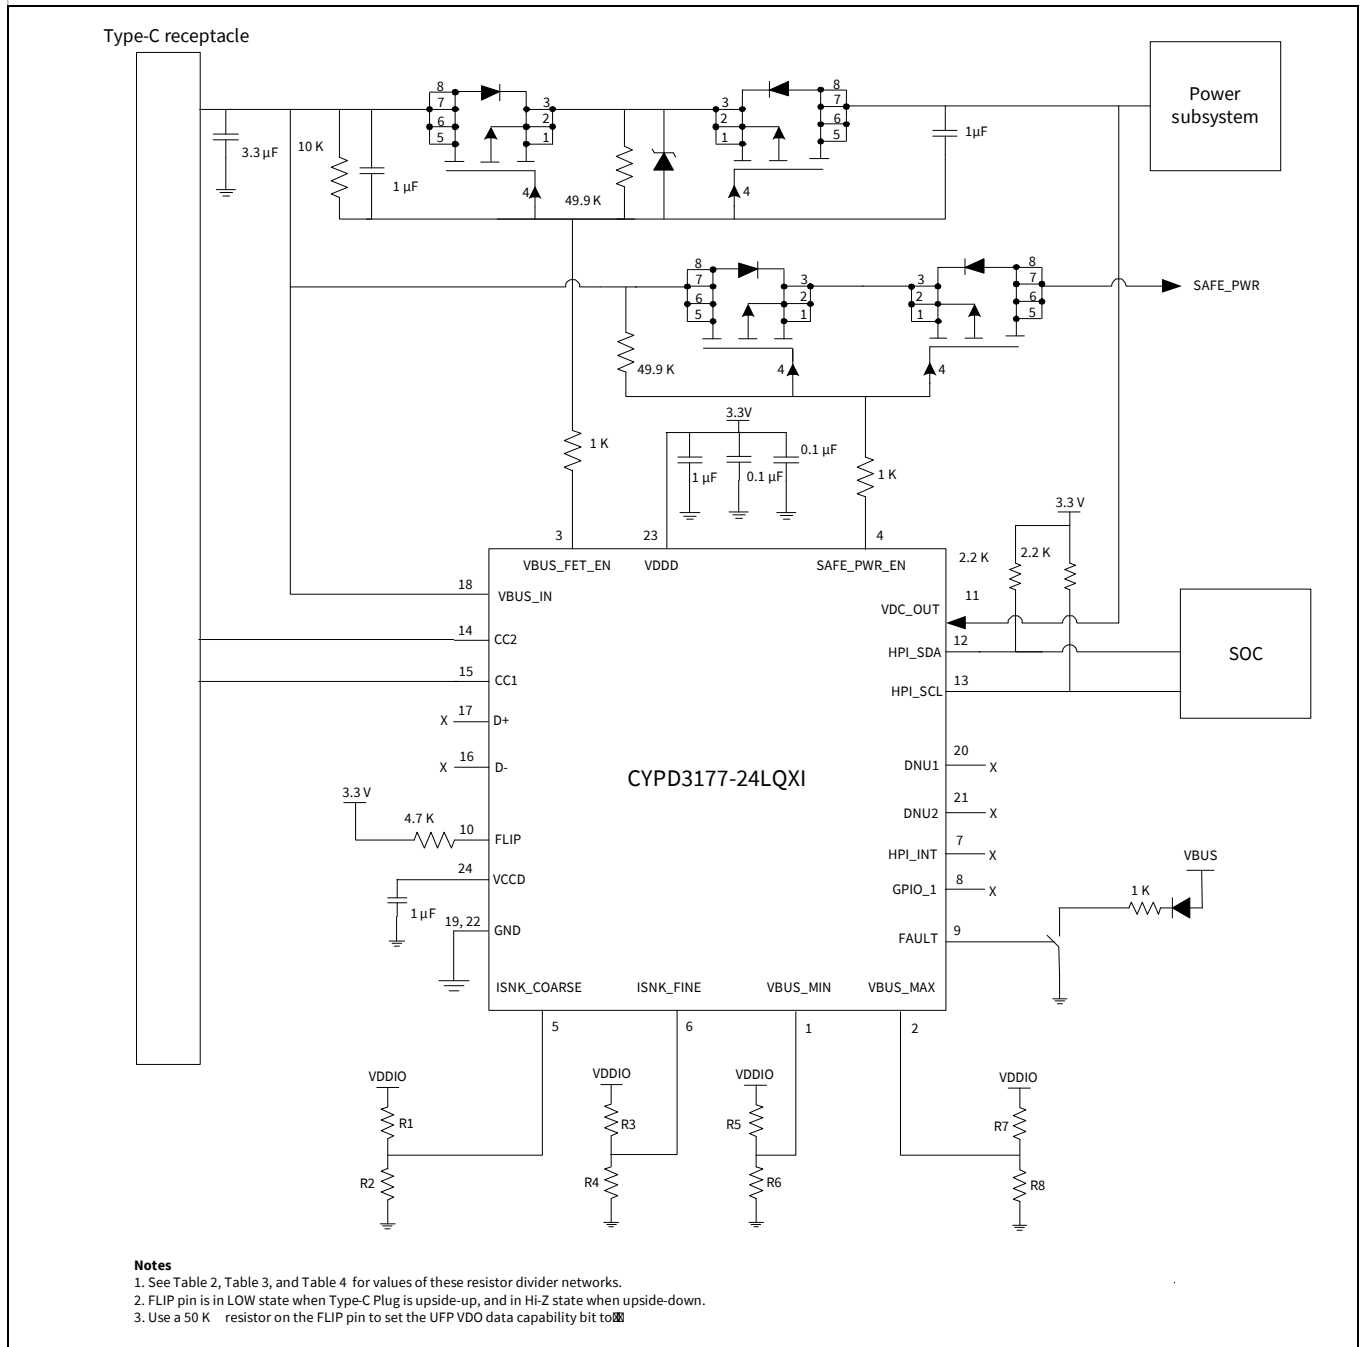 Type-C receptacle
8
7
6
5
3
2
1
3
2
1
8
7
6
5
Power
subsystem
3.3 µF
10 K
1 µF
4
49.9 K
4
1µF
8
7
6
5
3
2
1
3
2
1
8
7
6
5
SAFE_PWR
49.9 K
4
4
3.3V
1 K
1 µF
0.1 µF
0.1 µF
1 K
3.3 V
2.2 K
2.2 K
3
23
4
VBUS_FET_EN
VDDD
SAFE_PWR_EN
18
VBUS_IN
VDC_OUT
11
14
CC2
HPI_SDA
12
SOC
15
CC1
HPI_SCL
13
X
17
D+
X
16
D-
CYPD3177-24LQXI
DNU1
20
X
DNU2
21
X
3.3 V
4.7 K
10
FLIP
HPI_INT
7
X
24
VCCD
GPIO_1
8
X
1 µF
19, 22
GND
FAULT
9
1 K
VBUS
ISNK_COARSE
ISNK_FINE
VBUS_MIN
VBUS_MAX
5
6
1
2
VDDIO
VDDIO
VDDIO
VDDIO
R1
R3
R5
R7
R2
R4
R6
R8
Notes
1. See Table 2, Table 3, and Table 4 for values of these resistor divider networks.
2. FLIP pin is in LOW state when Type-C Plug is upside-up, and in Hi-Z state when upside-down.
3. Use a 50 K resistor on the FLIP pin to set the UFP VDO data capability bit to